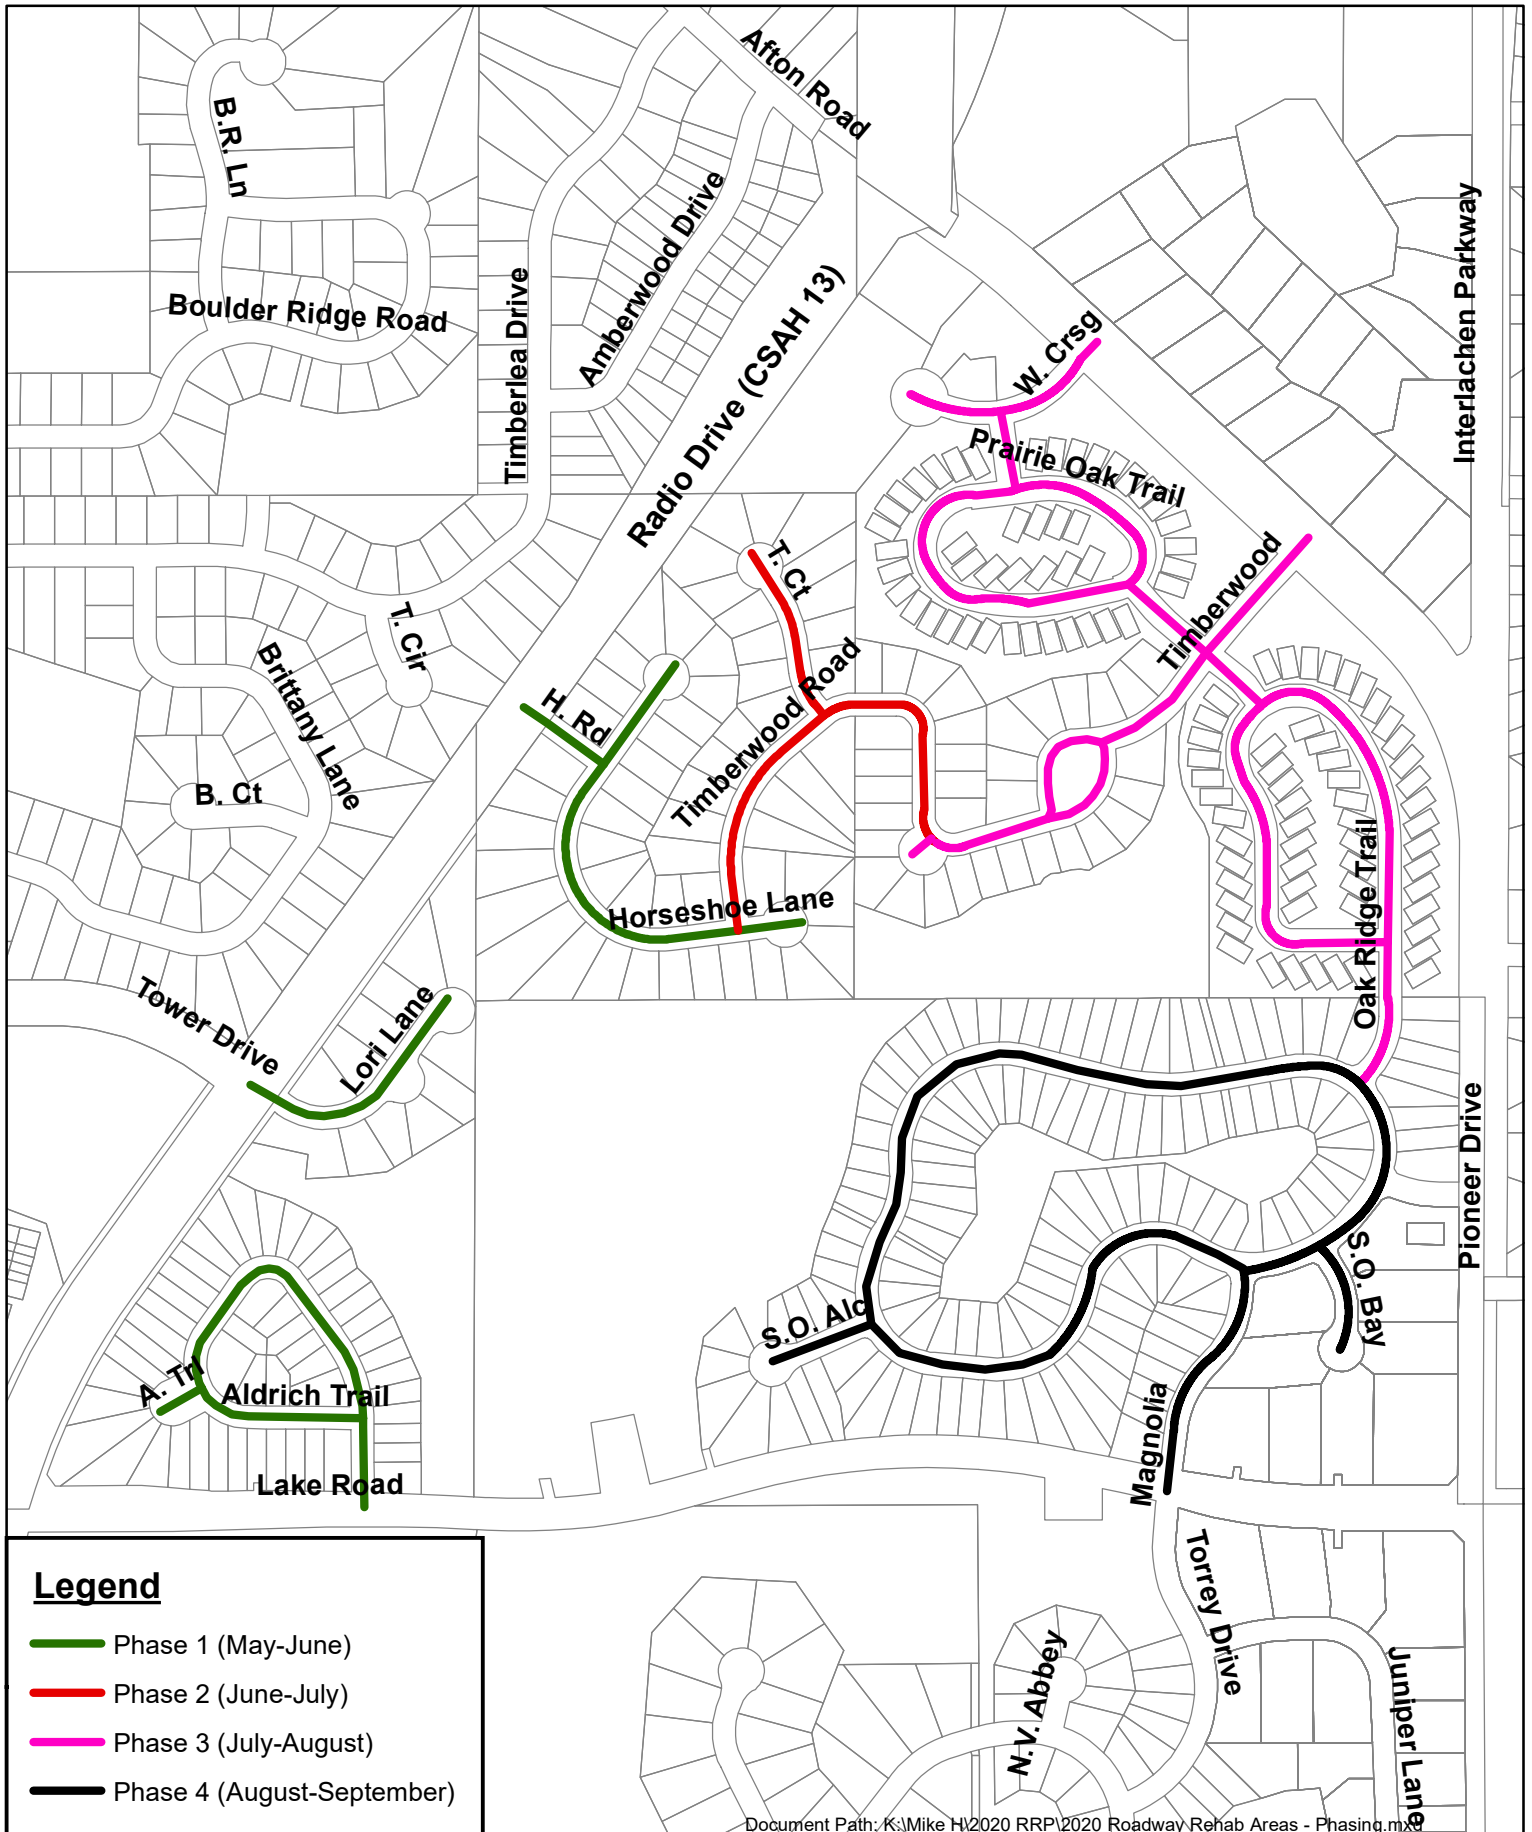 Afton Road
B.R. Ln
Amberwood Drive
Interlachen Parkway
Timberlea Drive
Radio Drive (CSAH 13)
Boulder Ridge Road
W. Crsg
Prairie Oak Trail
T. Ct
Timberwood
T. Cir
Brittany Lane
H. Rd
Timberwood Road
B. Ct
Horseshoe Lane
Oak Ridge Trail
Tower Drive
Lori Lane
Pioneer Drive
S.O. Bay
S.O. Alc
A. Trl
Aldrich Trail
Magnolia
Lake Road
Torrey Drive
N.V. Abbey
Juniper Lane
Legend
Phase 1 (May-June)
Phase 2 (June-July)
Phase 3 (July-August)
Phase 4 (August-September)
Document Path: K:\Mike H\2020 RRP\2020 Roadway Rehab Areas - Phasing.mxd